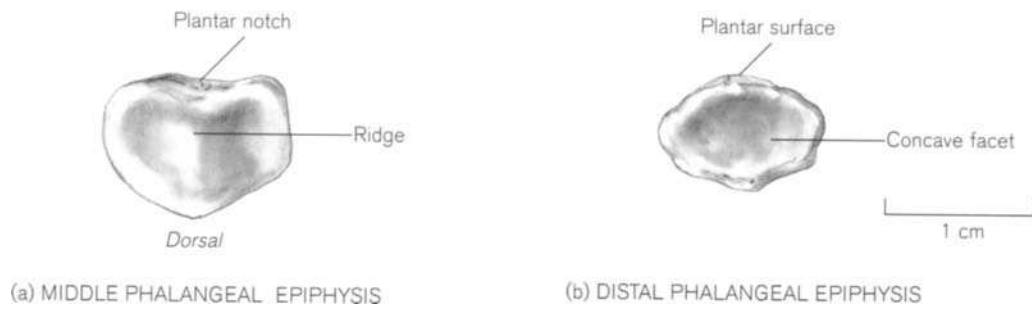 Plantar notch
Plantar surface
Ridge
Concave facet
1 cm
Dorsal
(a) MIDDLE PHALANGEAL EPIPHYSIS
(b) DISTAL PHALANGEAL EPIPHYSIS